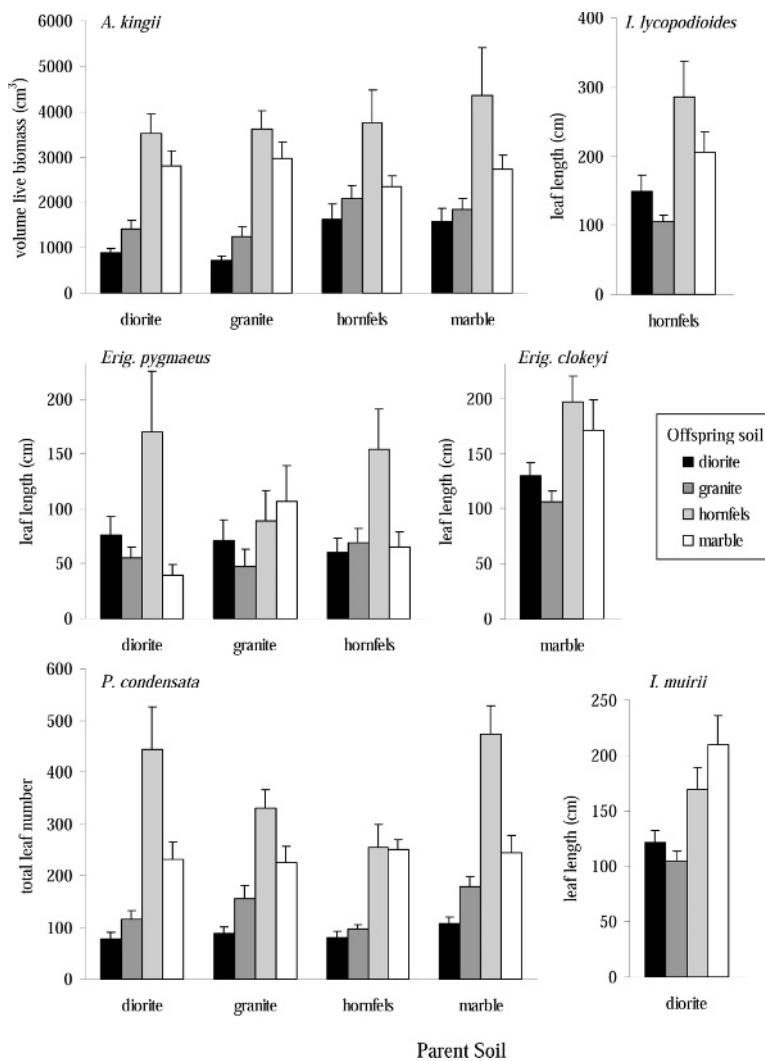 A. kingii
volume live biomass (cm³)
6000
5000
4000
3000
2000
1000
0
diorite granite hornfels marble
I. lycopodioides
leaf length (cm)
400
300
200
100
0
hornfels
Erig. pygmaeus
leaf length (cm)
200
150
100
50
0
diorite granite hornfels
Erig. clokeyi
leaf length (cm)
200
150
100
50
0
marble
Offspring soil
diorite
granite
hornfels
marble
P. condensata
total leaf number
600
500
400
300
200
100
0
diorite granite hornfels marble
I. muirii
leaf length (cm)
250
200
150
100
50
0
diorite
Parent Soil